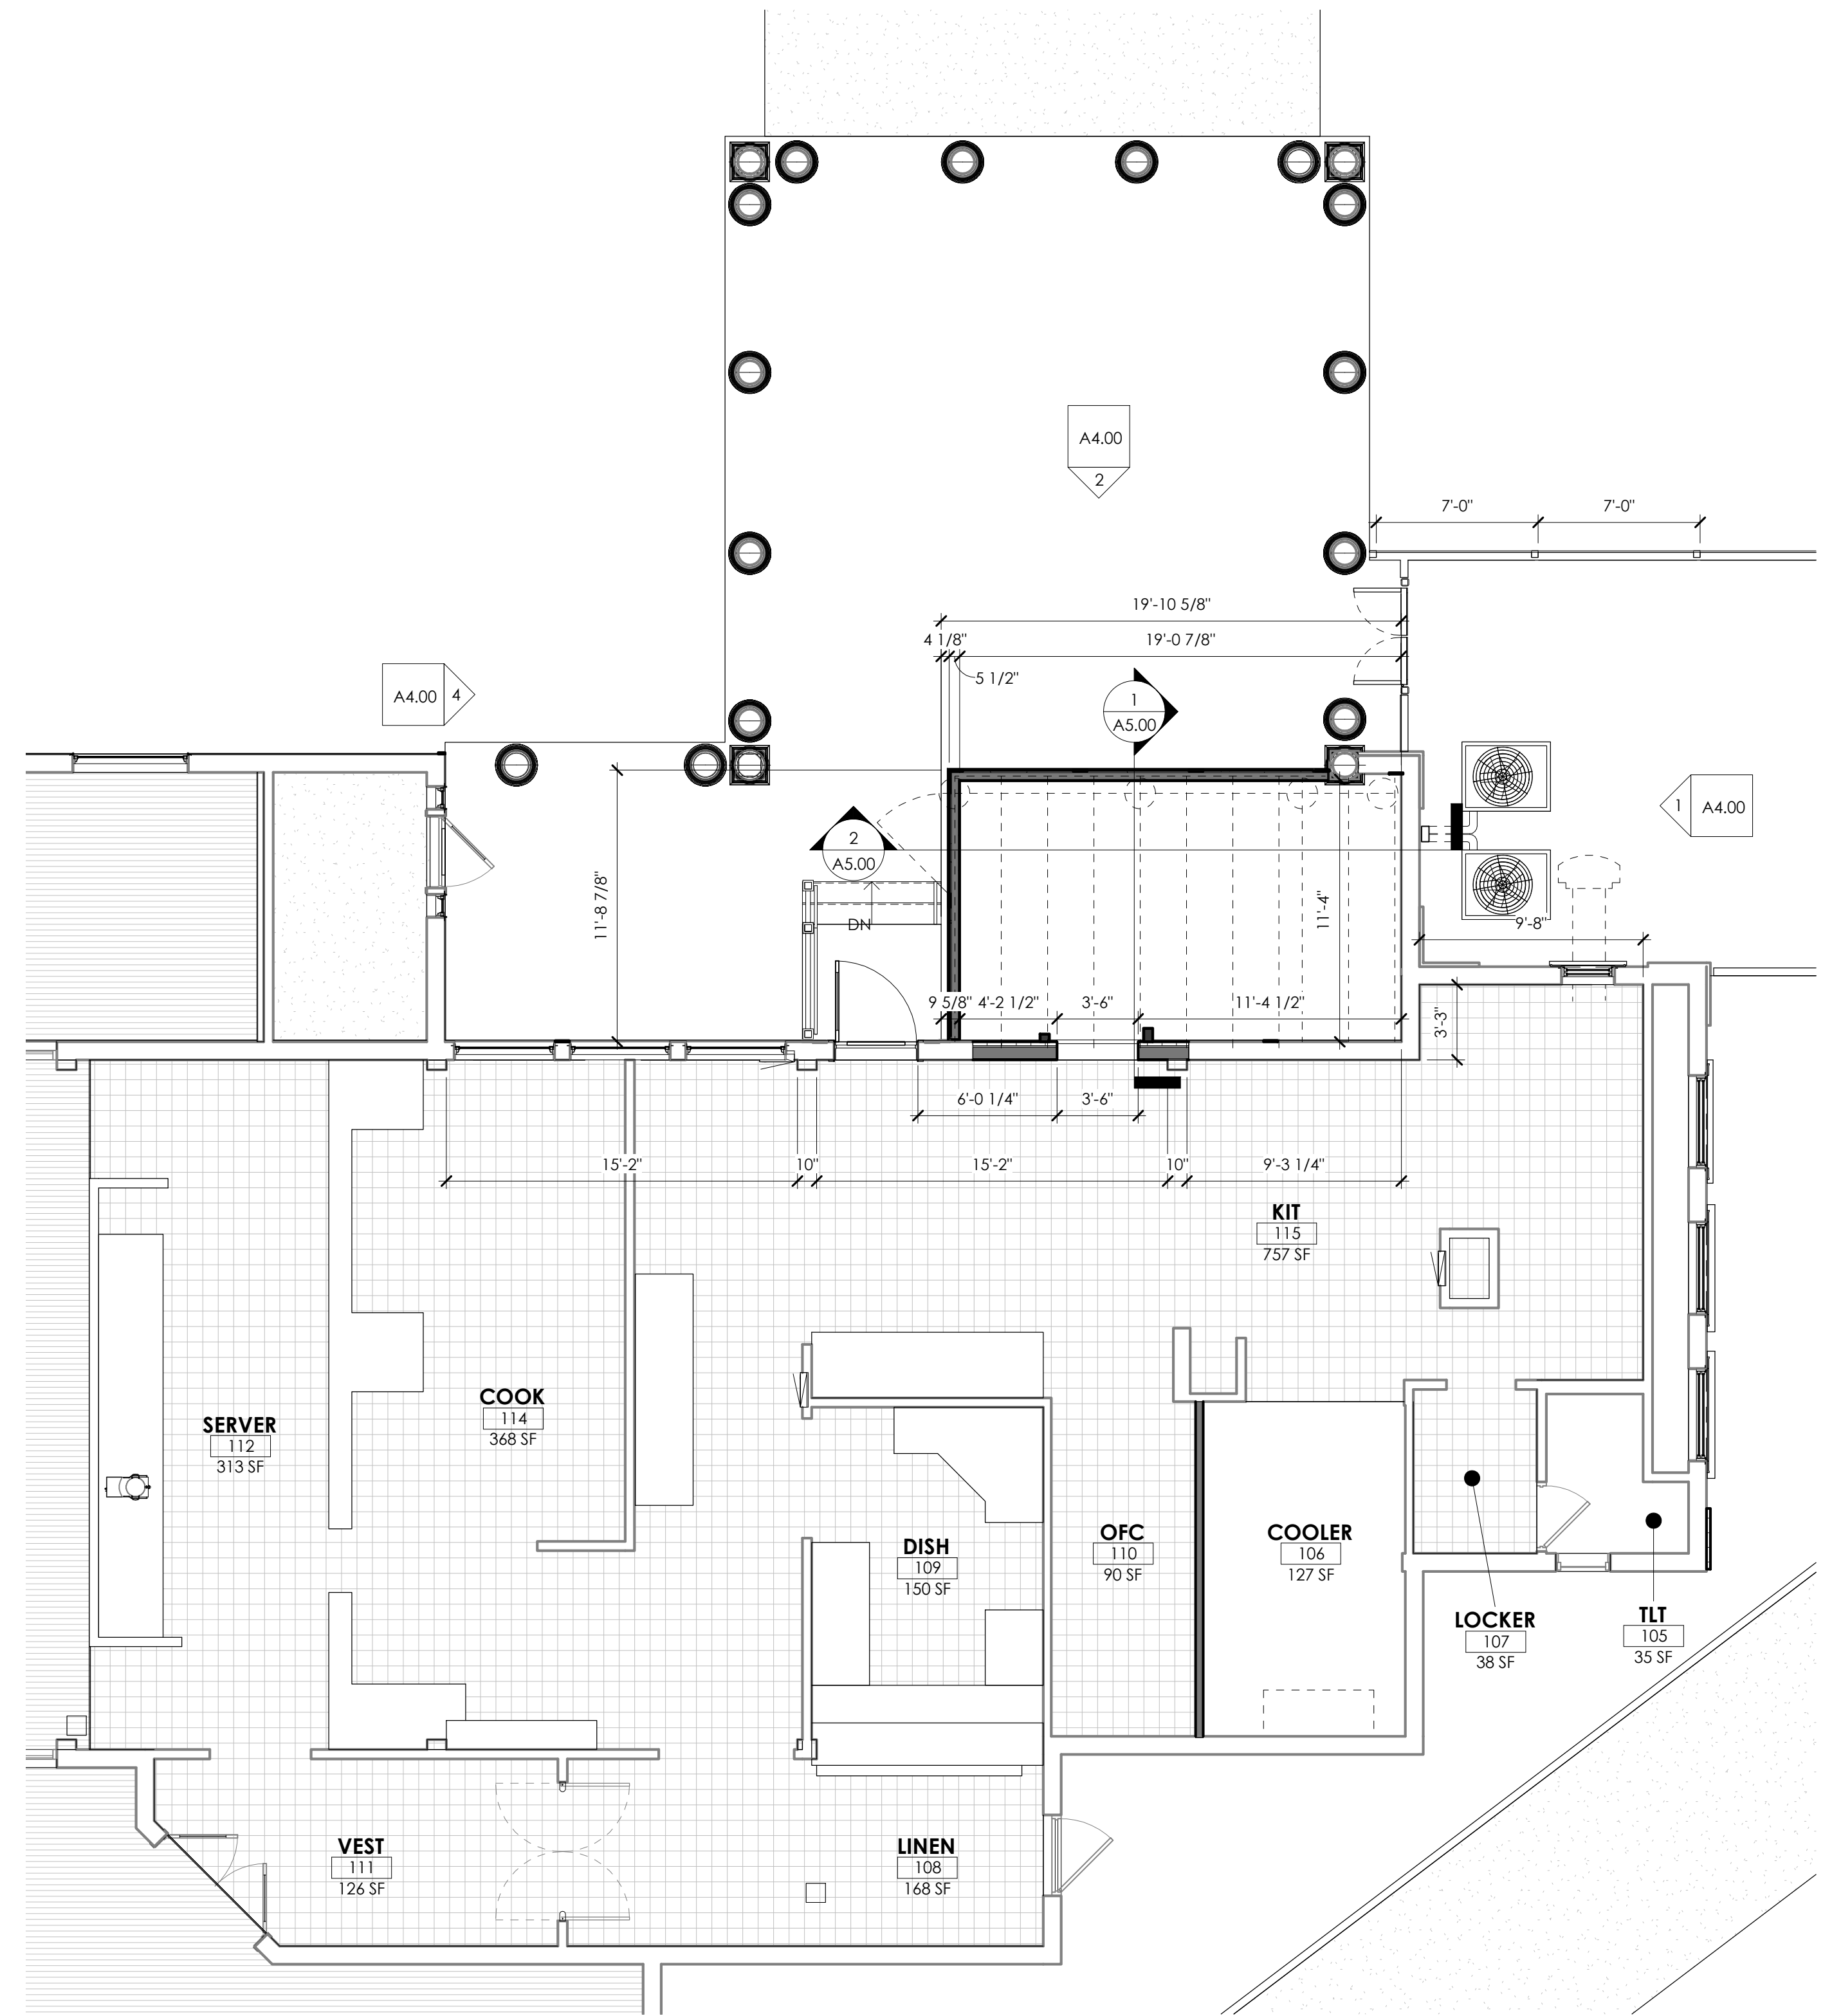 A4.00
2
7'-0"
7'-0"
19'-10 5/8"
4 1/8"
19'-0 7/8"
5 1/2"
A4.00
4
1
A5.00
1
A4.00
2
A5.00
11'-8 7/8"
11'-4"
DN
9'-8"
9 5/8"
4'-2 1/2"
3'-6"
11'-4 1/2"
3'-3"
6'-0 1/4"
3'-6"
15'-2"
10"
15'-2"
10"
9'-3 1/4"
KIT
115
757 SF
COOK
114
368 SF
SERVER
112
313 SF
DISH
109
150 SF
OFC
110
90 SF
COOLER
106
127 SF
LOCKER
107
38 SF
TLT
105
35 SF
VEST
111
126 SF
LINEN
108
168 SF